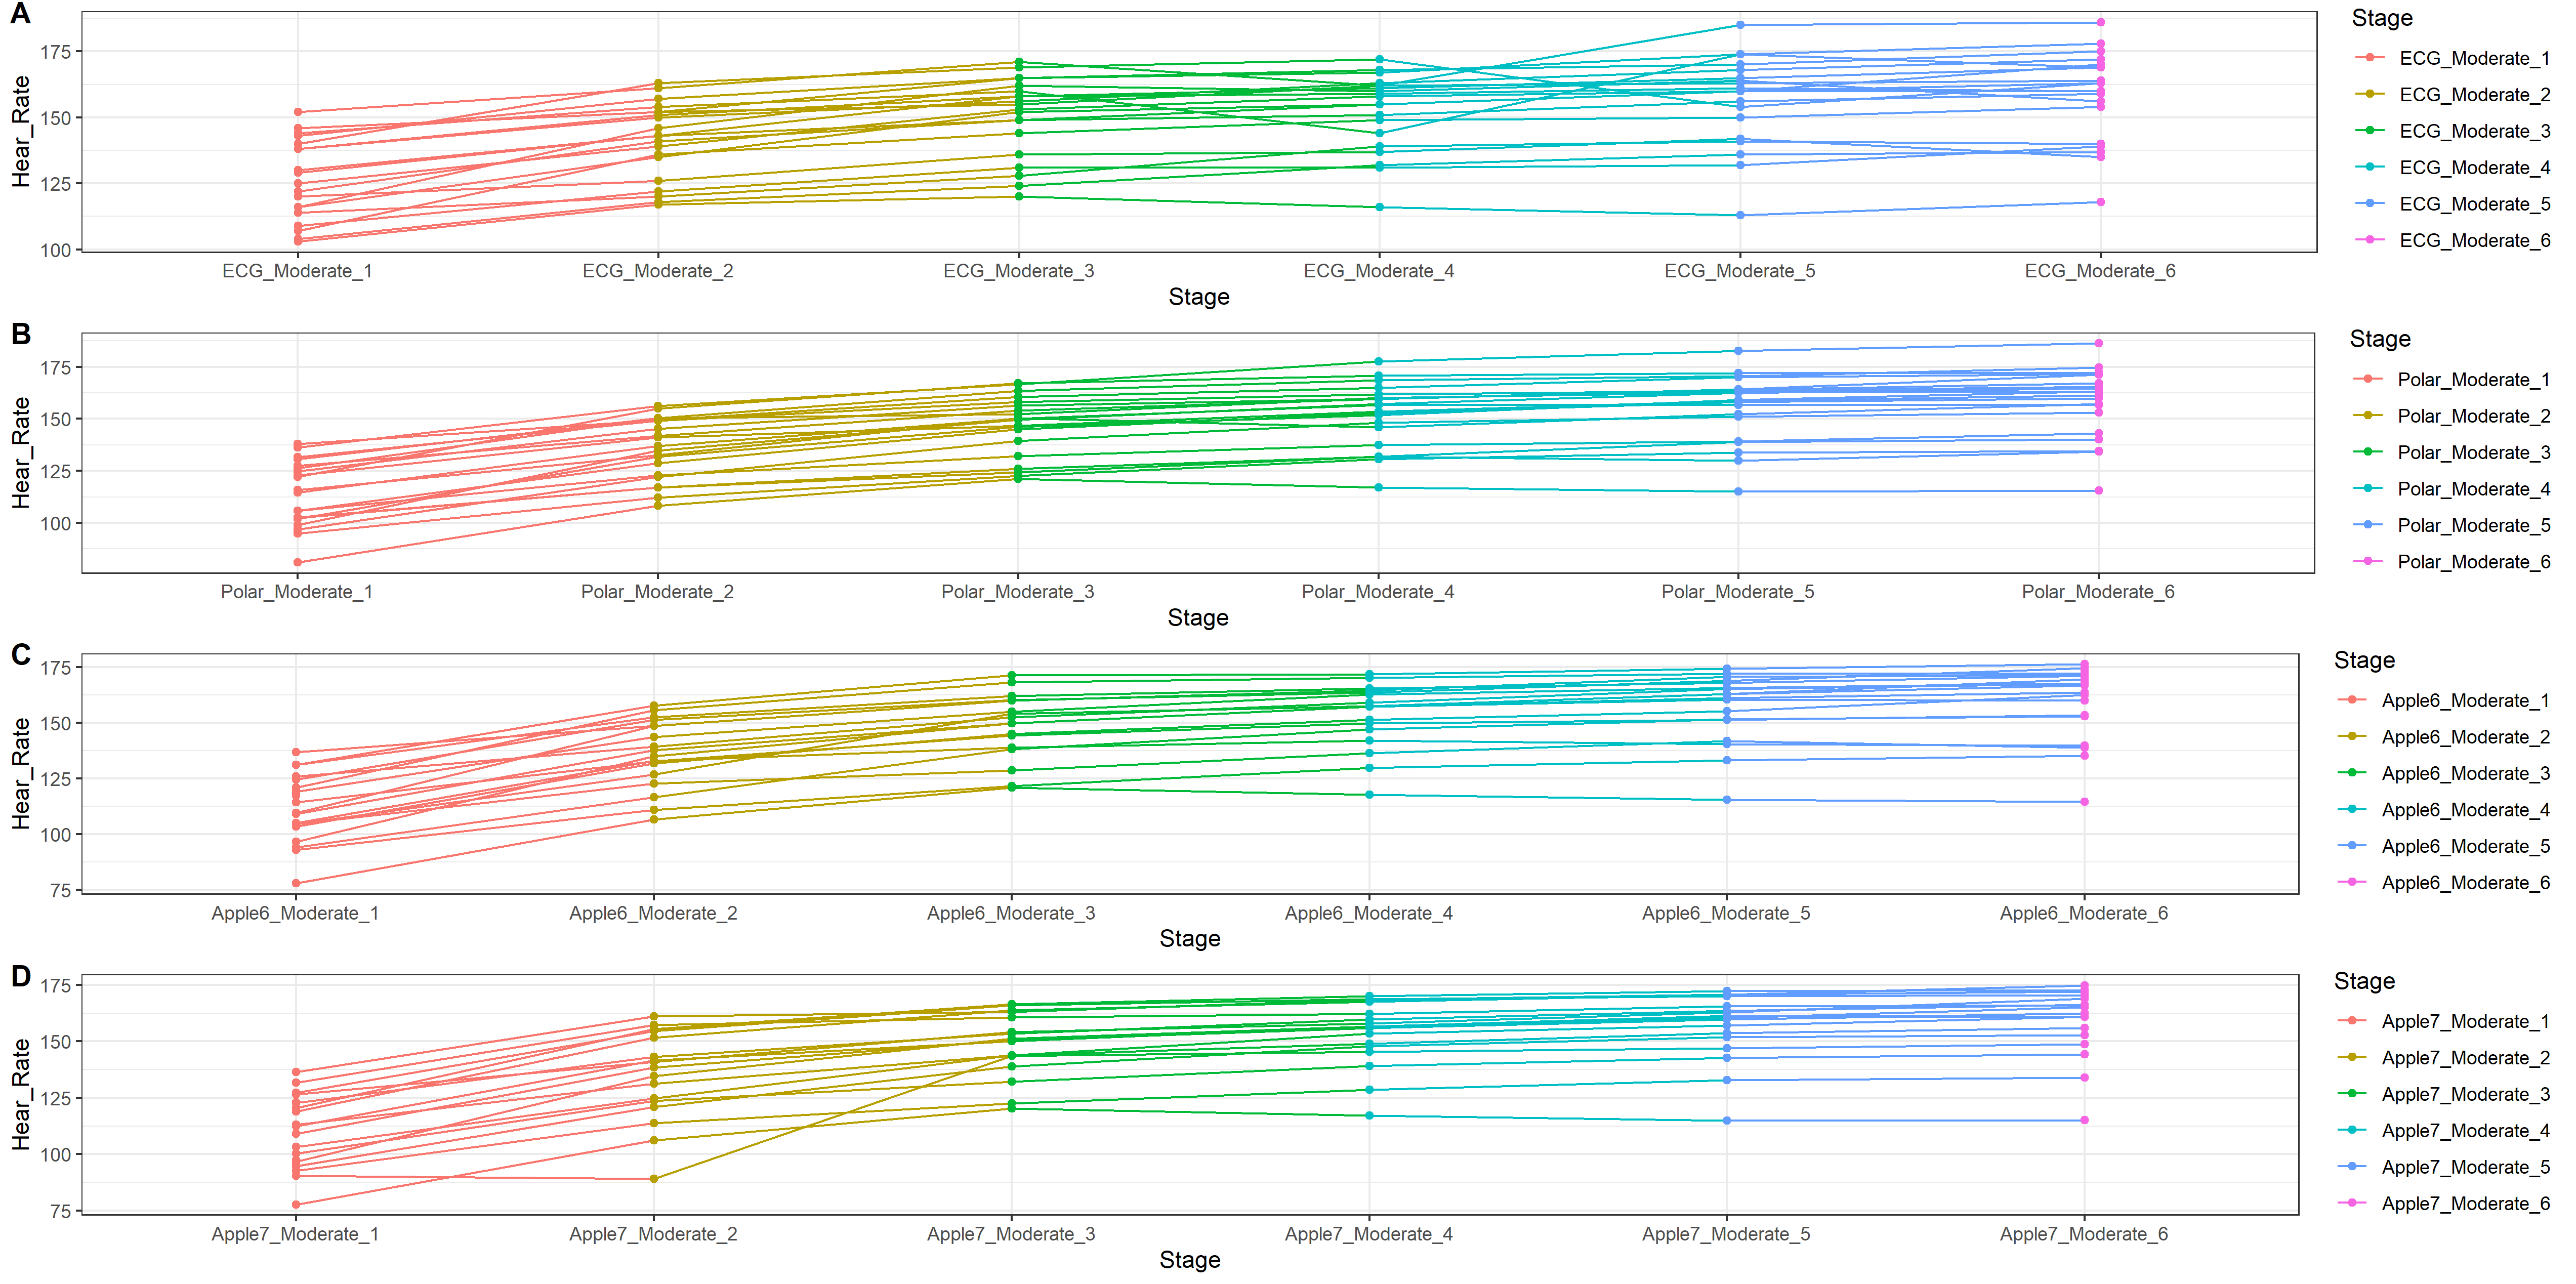 A
Hear_Rate
175
150
125
100
ECG_Moderate_1 ECG_Moderate_2 ECG_Moderate_3 ECG_Moderate_4 ECG_Moderate_5 ECG_Moderate_6
Stage
Stage
ECG_Moderate_1
ECG_Moderate_2
ECG_Moderate_3
ECG_Moderate_4
ECG_Moderate_5
ECG_Moderate_6
B
Hear_Rate
175
150
125
100
Polar_Moderate_1 Polar_Moderate_2 Polar_Moderate_3 Polar_Moderate_4 Polar_Moderate_5 Polar_Moderate_6
Stage
Stage
Polar_Moderate_1
Polar_Moderate_2
Polar_Moderate_3
Polar_Moderate_4
Polar_Moderate_5
Polar_Moderate_6
C
Hear_Rate
175
150
125
100
75
Apple6_Moderate_1 Apple6_Moderate_2 Apple6_Moderate_3 Apple6_Moderate_4 Apple6_Moderate_5 Apple6_Moderate_6
Stage
Stage
Apple6_Moderate_1
Apple6_Moderate_2
Apple6_Moderate_3
Apple6_Moderate_4
Apple6_Moderate_5
Apple6_Moderate_6
D
Hear_Rate
175
150
125
100
75
Apple7_Moderate_1 Apple7_Moderate_2 Apple7_Moderate_3 Apple7_Moderate_4 Apple7_Moderate_5 Apple7_Moderate_6
Stage
Stage
Apple7_Moderate_1
Apple7_Moderate_2
Apple7_Moderate_3
Apple7_Moderate_4
Apple7_Moderate_5
Apple7_Moderate_6